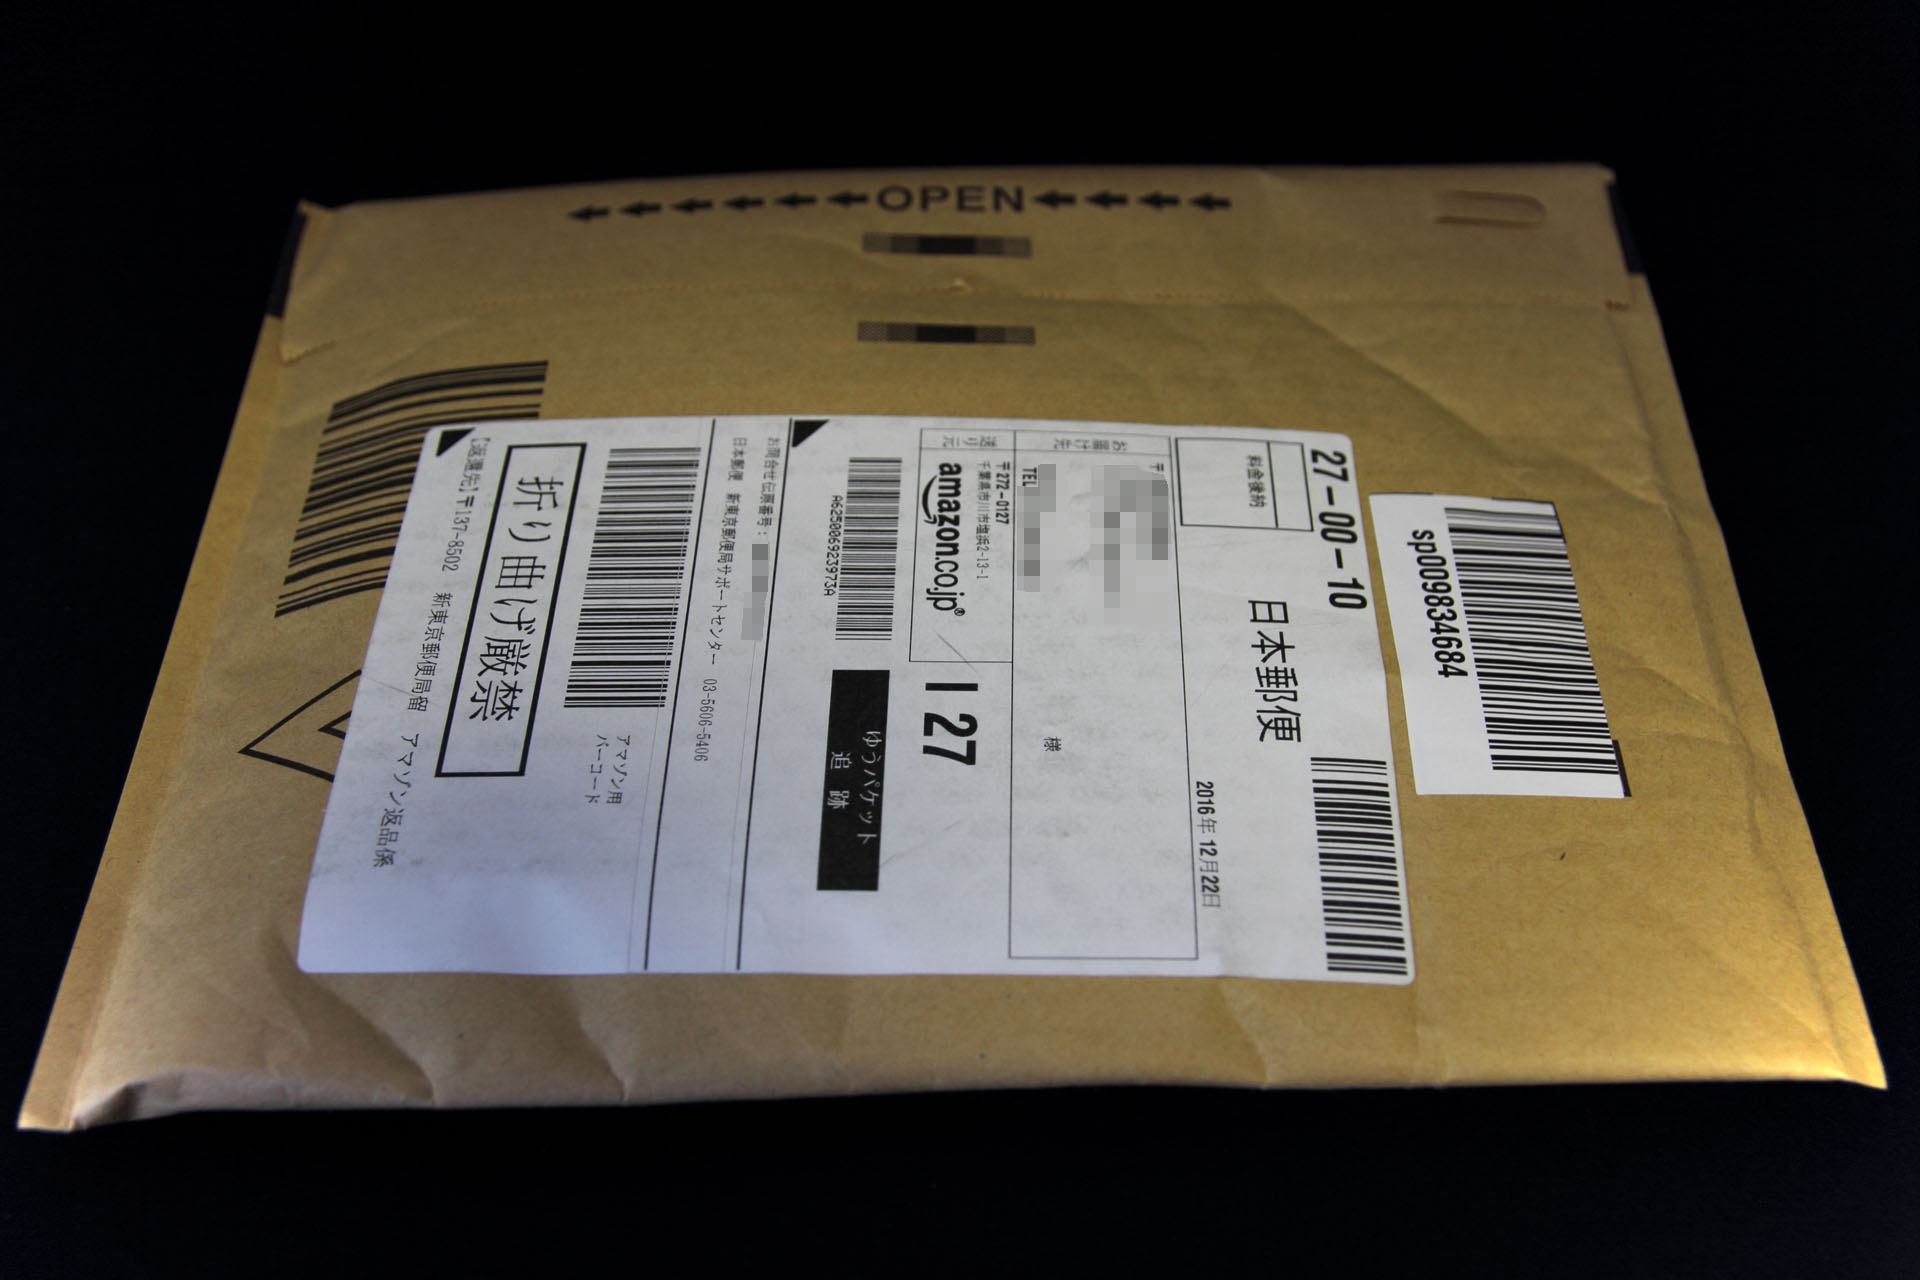 OPEN
27-00-10
日本郵便
料金後納
2016年 12月22日
お届け先
〒
TEL
様
送り元
〒272-0127
千葉県市川市塩浜2-13-1
amazon.co.jp®
I 27
A625006923973A
ゆうパケット
追跡
お問合せ伝票番号:
日本郵便 新東京郵便局サポートセンター 03-5606-5406
アマゾン用
バーコード
折り曲げ厳禁
【返還先】〒137-8502 新東京郵便局留 アマゾン返品係
sp009834684